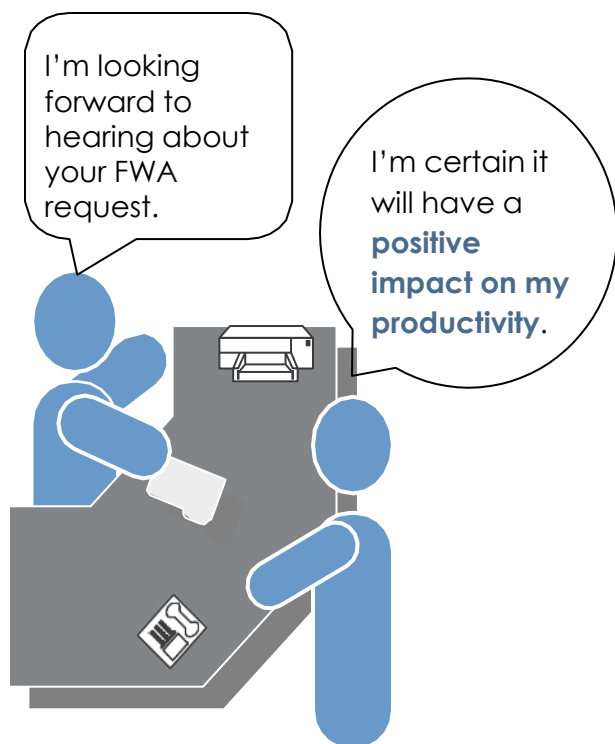 I'm looking
forward to
hearing about
your FWA
request.
I'm certain it
will have a
positive
impact on my
productivity.